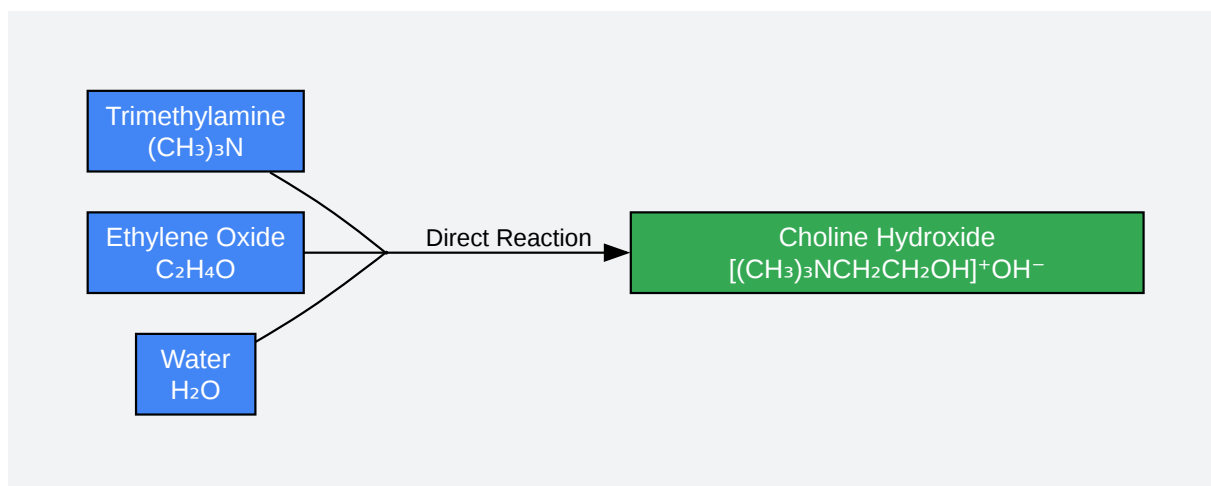 Trimethylamine
(CH₃)₃N
Ethylene Oxide
C₂H₄O
Water
H₂O
Direct Reaction
Choline Hydroxide
[(CH₃)₃NCH₂CH₂OH]⁺OH⁻